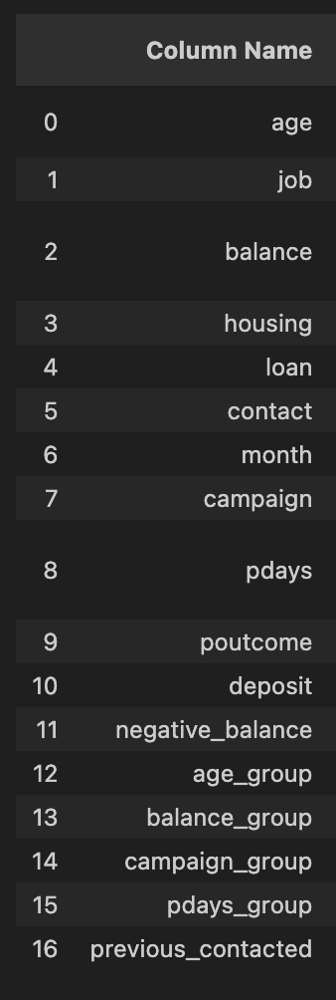 Column Name
0 age
1 job
2 balance
3 housing
4 loan
5 contact
6 month
7 campaign
8 pdays
9 poutcome
10 deposit
11 negative_balance
12 age_group
13 balance_group
14 campaign_group
15 pdays_group
16 previous_contacted